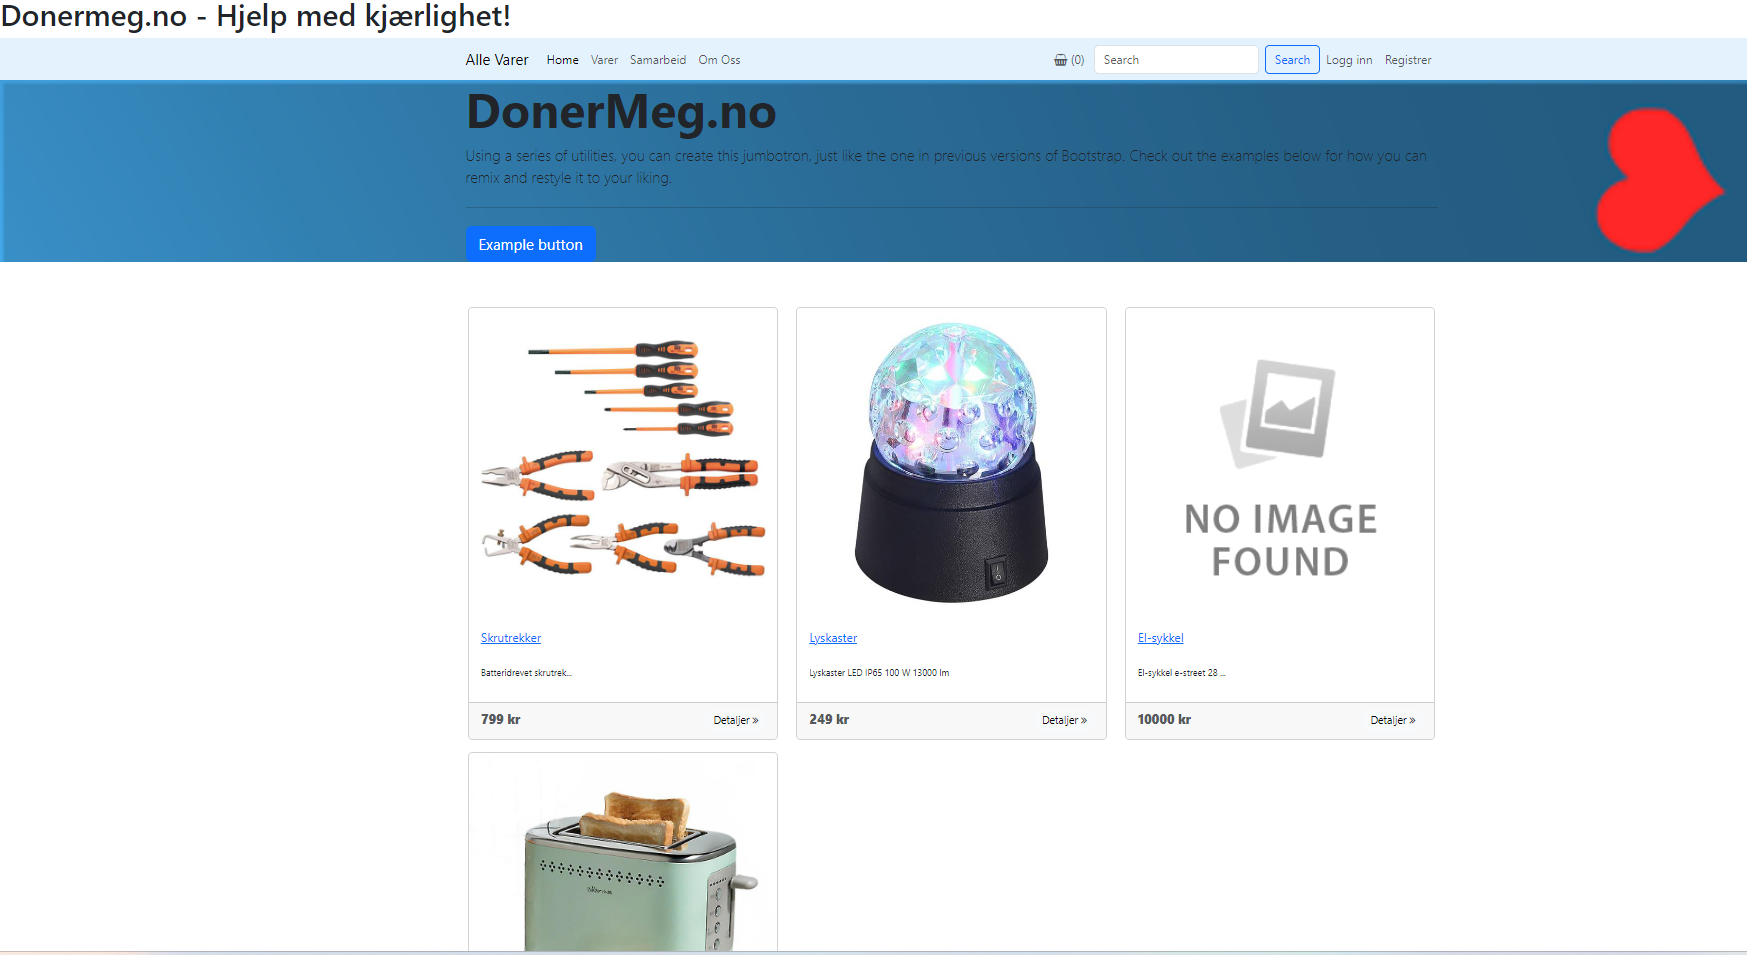 Donermeg.no - Hjelp med kjærlighet!
Alle Varer Home Varer Samarbeid Om Oss (0) Search Search Logg inn Registrer
DonerMeg.no
Using a series of utilities, you can create this jumbotron, just like the one in previous versions of Bootstrap. Check out the examples below for how you can
remix and restyle it to your liking.
Example button
NO IMAGE
FOUND
Skrutrekker
Lyskaster
El-sykkel
Batteridrevet skrutrek...
Lyskaster LED IP65 100 W 13000 lm
El-sykkel e-street 28 ...
799 kr Detaljer »
249 kr Detaljer »
10000 kr Detaljer »